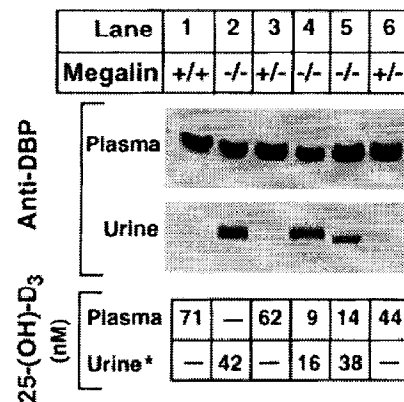 Lane 1 2 3 4 5 6
Megalin +/+ -/- +/- -/- -/- +/-
Anti-DBP
Plasma
Urine
25-(OH)-D3
(nM)
Plasma 71 — 62 9 14 44
Urine* — 42 — 16 38 —